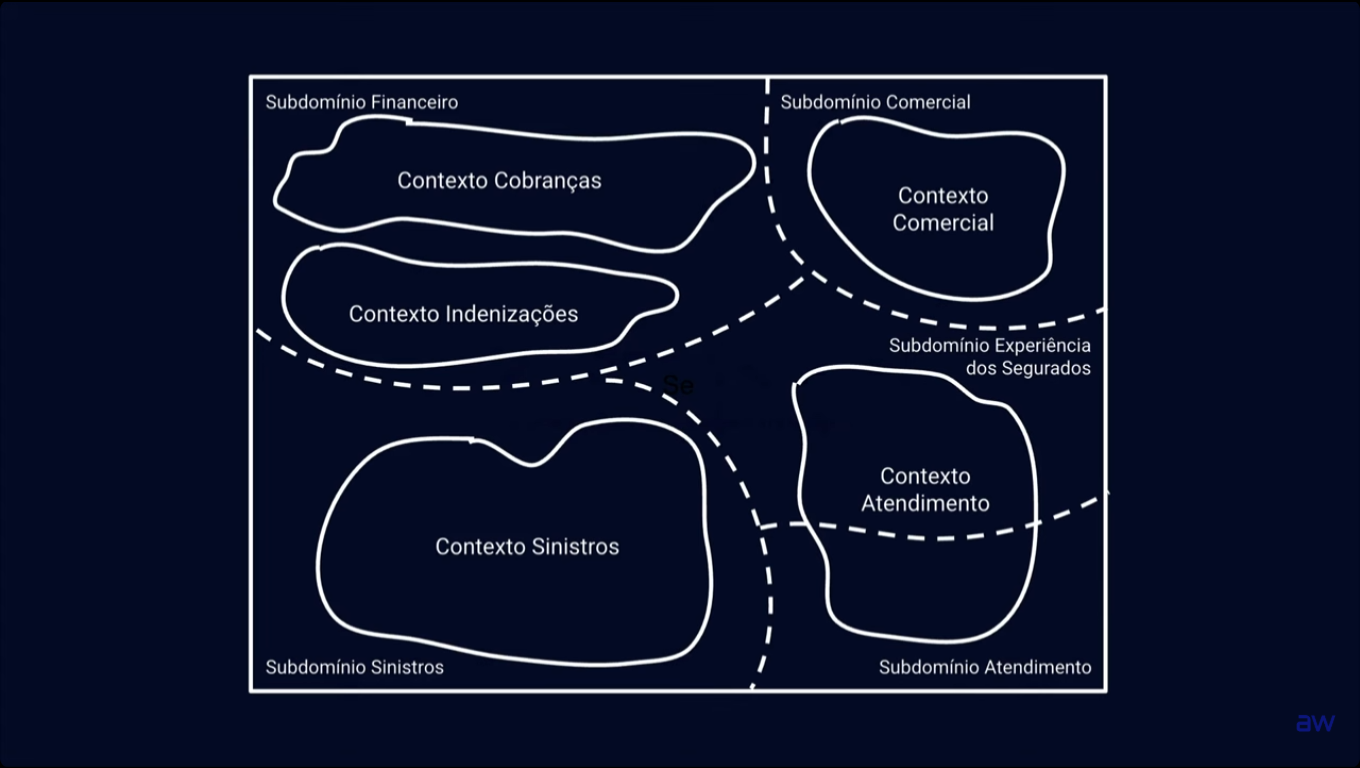 Subdomínio Financeiro
Subdomínio Comercial
Contexto Cobranças
Contexto
Comercial
Contexto Indenizações
Subdomínio Experiência
dos Segurados
Se
Contexto
Atendimento
Contexto Sinistros
Subdomínio Sinistros
Subdomínio Atendimento
aw